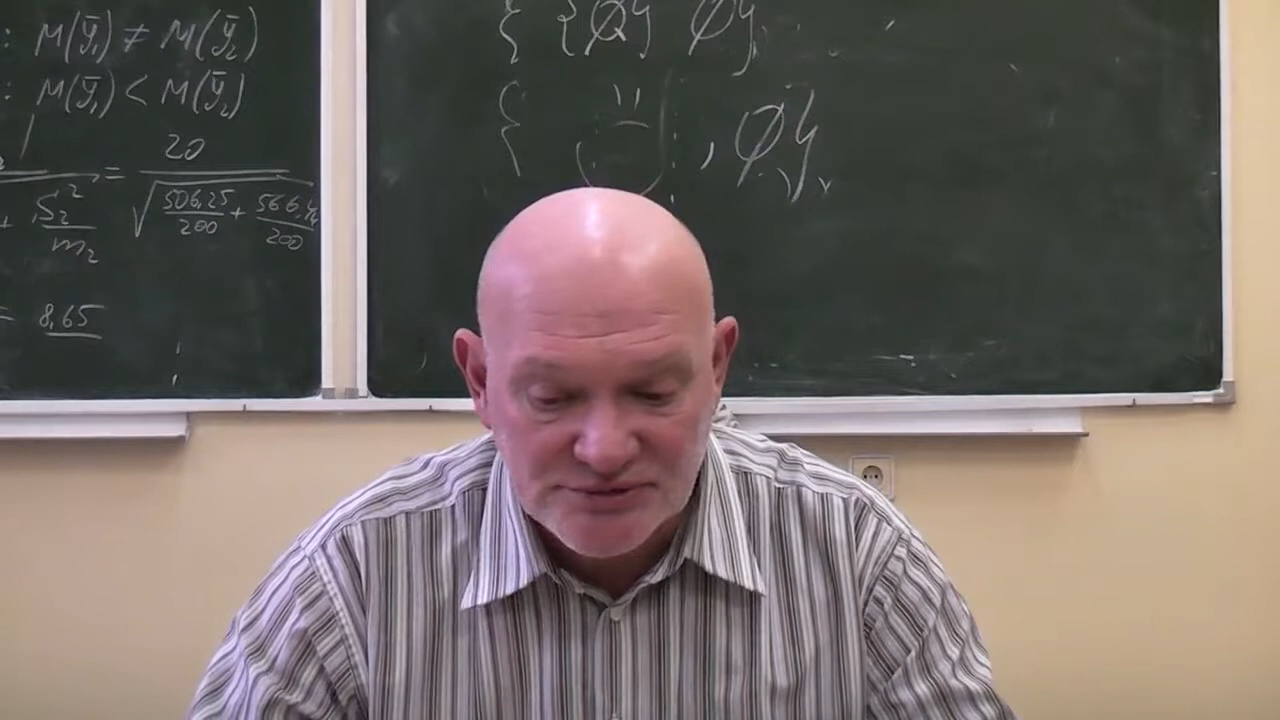 : M(ȳ₁) ≠ M(ȳ₂)
: M(ȳ₁) < M(ȳ₂)
+ S₂²/m₂ = 20/√(506,25/200 + 566,44/200)
= 8,65
{ {∅} ∅},
{ , ∅},